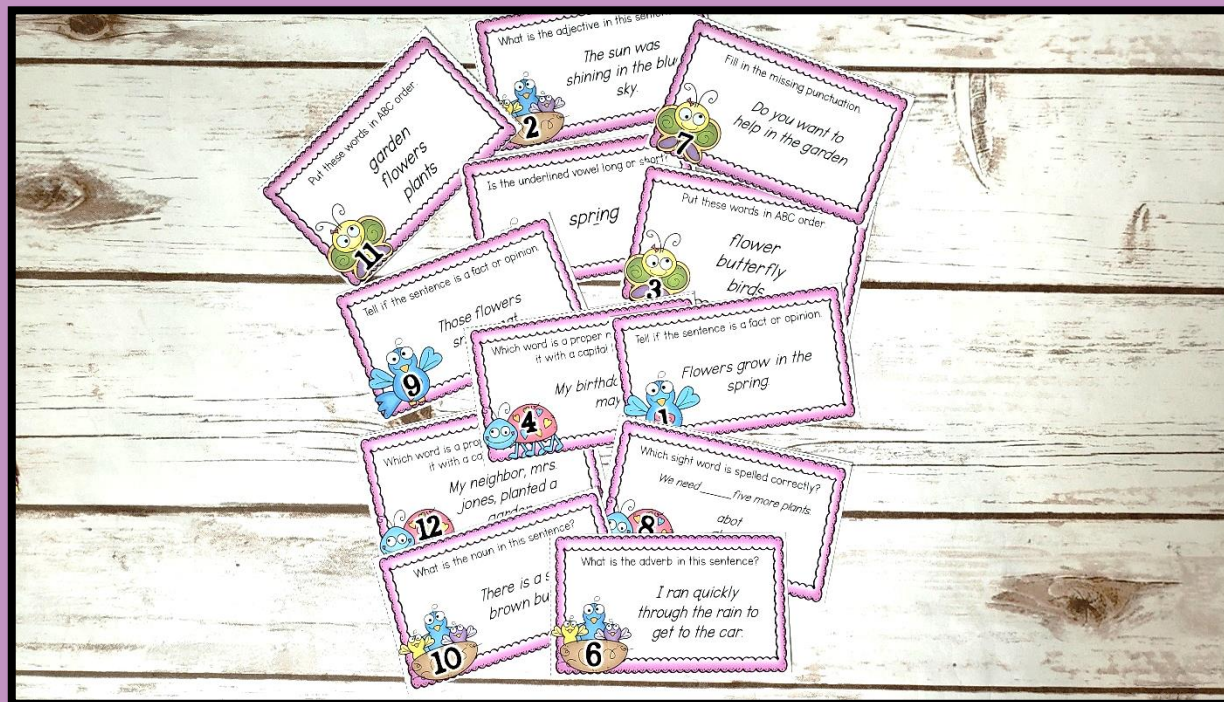 What is the adjective in this
The sun was
shining in the blue
sky.
2
Fill in the missing punctuation.
Do you want to
help in the garden
7
Put these words in ABC order
garden
flowers
plants
11
Is the underlined vowel long or short?
spring
Put these words in ABC order
flower
butterfly
birds
3
Tell if the sentence is a fact or opinion.
Those flowers
9
Which word is a proper
it with a capital
My
may
4
Tell if the sentence is a fact or opinion.
Flowers grow in the
spring.
1
Which word is a
it with a
My neighbor, mrs.
jones, planted a
garden
12
Which sight word is spelled correctly?
We need _____ five more plants.
abot
8
What is the noun in this sentence?
There is a
brown
10
What is the adverb in this sentence?
I ran quickly
through the rain to
get to the car.
6